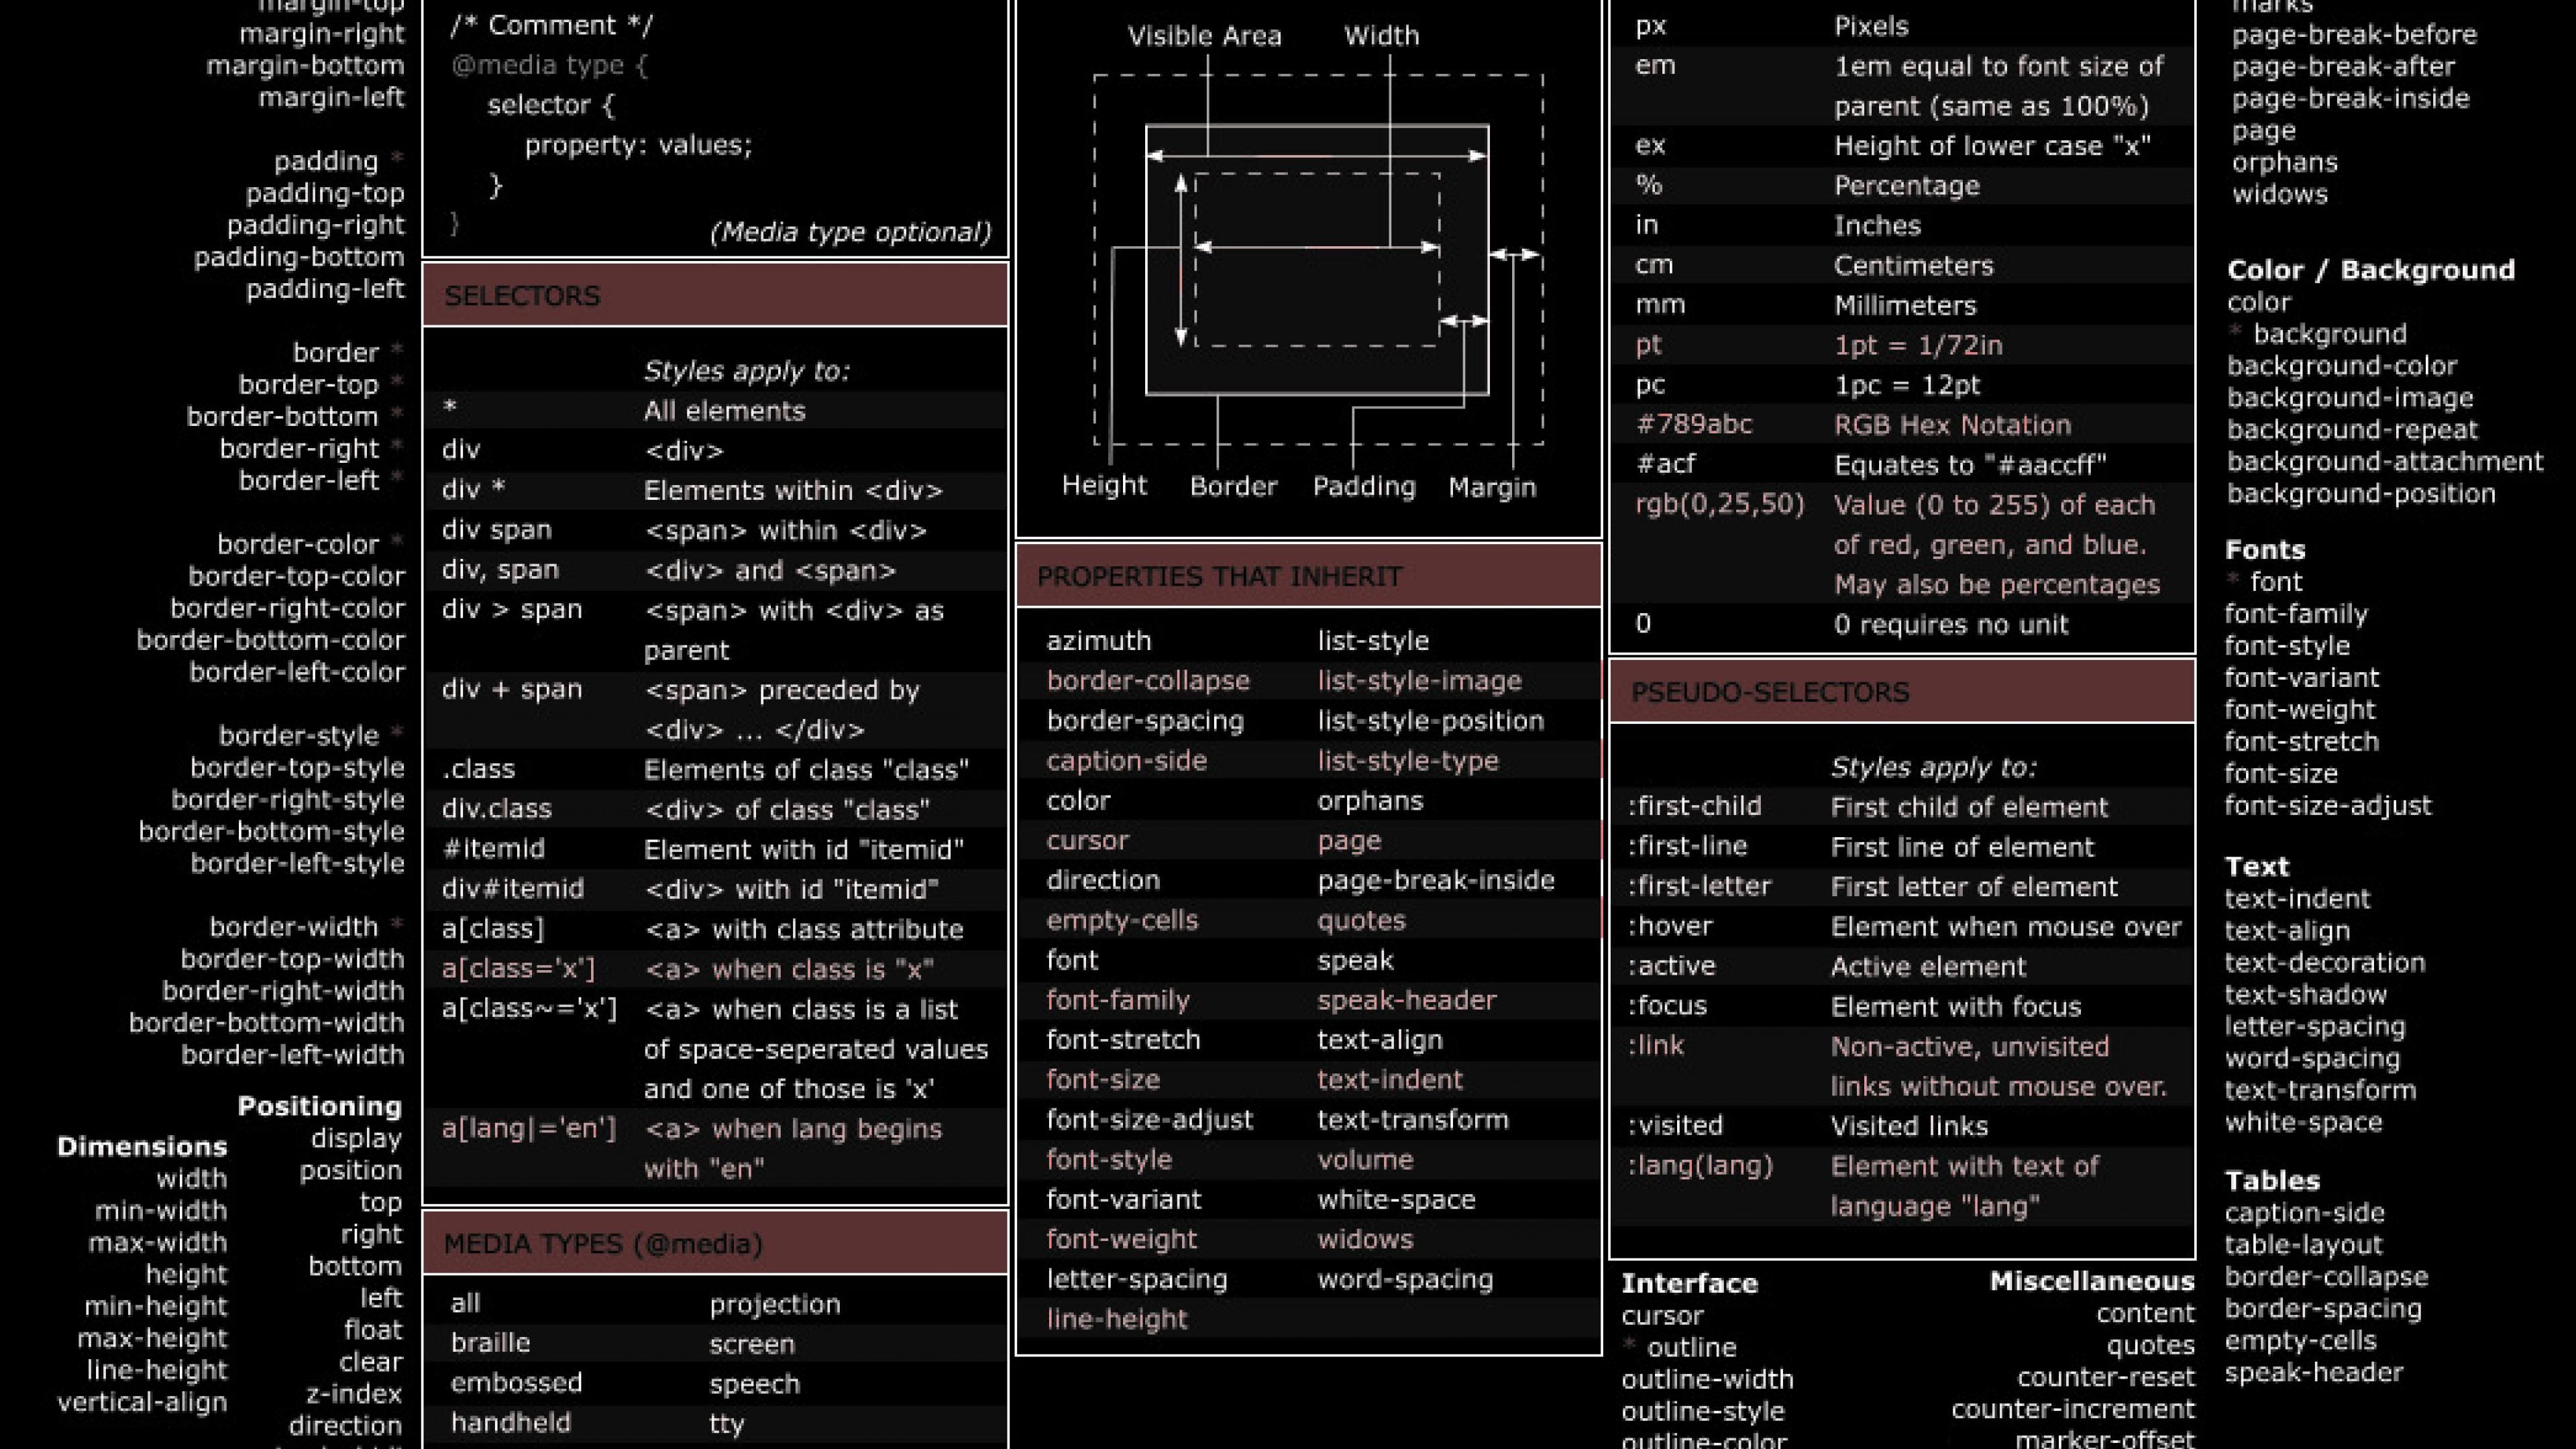 margin-top
margin-right
margin-bottom
margin-left
padding *
padding-top
padding-right
padding-bottom
padding-left
border *
border-top *
border-bottom *
border-right *
border-left *
border-color *
border-top-color
border-right-color
border-bottom-color
border-left-color
border-style *
border-top-style
border-right-style
border-bottom-style
border-left-style
border-width *
border-top-width
border-right-width
border-bottom-width
border-left-width
Dimensions
width
min-width
max-width
height
min-height
max-height
line-height
vertical-align
Positioning
display
position
top
right
bottom
left
float
clear
z-index
direction
/* Comment */
@media type {
selector {
property: values;
}
}
(Media type optional)
SELECTORS
Styles apply to:
* All elements
div <div>
div * Elements within <div>
div span <span> within <div>
div, span <div> and <span>
div > span <span> with <div> as
parent
div + span <span> preceded by
<div> ... </div>
.class Elements of class "class"
div.class <div> of class "class"
#itemid Element with id "itemid"
div#itemid <div> with id "itemid"
a[class] <a> with class attribute
a[class='x'] <a> when class is "x"
a[class~='x'] <a> when class is a list
of space-seperated values
and one of those is 'x'
a[lang|='en'] <a> when lang begins
with "en"
MEDIA TYPES (@media)
all projection
braille screen
embossed speech
handheld tty
Visible Area Width
Height Border Padding Margin
PROPERTIES THAT INHERIT
azimuth list-style
border-collapse list-style-image
border-spacing list-style-position
caption-side list-style-type
color orphans
cursor page
direction page-break-inside
empty-cells quotes
font speak
font-family speak-header
font-stretch text-align
font-size text-indent
font-size-adjust text-transform
font-style volume
font-variant white-space
font-weight widows
letter-spacing word-spacing
line-height
px Pixels
em 1em equal to font size of
parent (same as 100%)
ex Height of lower case "x"
% Percentage
in Inches
cm Centimeters
mm Millimeters
pt 1pt = 1/72in
pc 1pc = 12pt
#789abc RGB Hex Notation
#acf Equates to "#aaccff"
rgb(0,25,50) Value (0 to 255) of each
of red, green, and blue.
May also be percentages
0 0 requires no unit
PSEUDO-SELECTORS
Styles apply to:
:first-child First child of element
:first-line First line of element
:first-letter First letter of element
:hover Element when mouse over
:active Active element
:focus Element with focus
:link Non-active, unvisited
links without mouse over.
:visited Visited links
:lang(lang) Element with text of
language "lang"
Interface
cursor
* outline
outline-width
outline-style
outline-color
Miscellaneous
content
quotes
counter-reset
counter-increment
marker-offset
marks
page-break-before
page-break-after
page-break-inside
page
orphans
widows
Color / Background
color
* background
background-color
background-image
background-repeat
background-attachment
background-position
Fonts
* font
font-family
font-style
font-variant
font-weight
font-stretch
font-size
font-size-adjust
Text
text-indent
text-align
text-decoration
text-shadow
letter-spacing
word-spacing
text-transform
white-space
Tables
caption-side
table-layout
border-collapse
border-spacing
empty-cells
speak-header